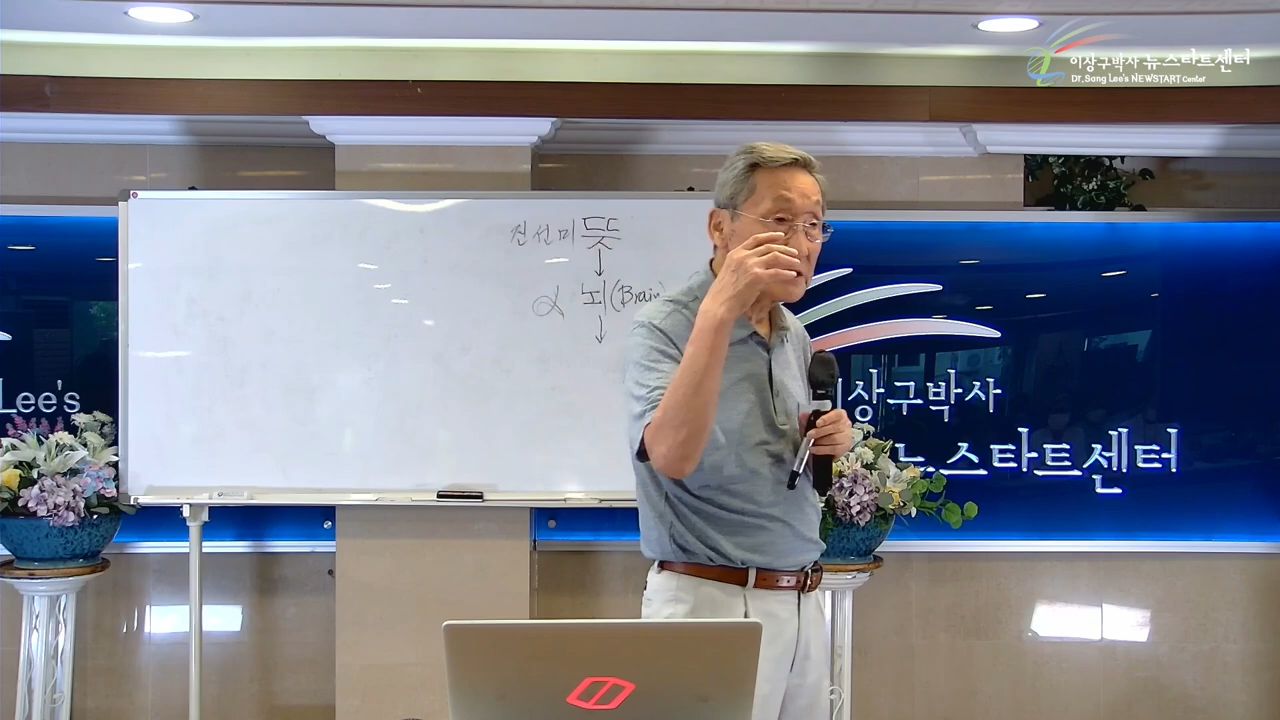 이상구박사 뉴스타트센터
Dr. Sang Lee's NEWSTART Center
진선미 뜻
↓
α 뇌(Brain)
↓
Lee's
이상구박사
뉴스타트센터